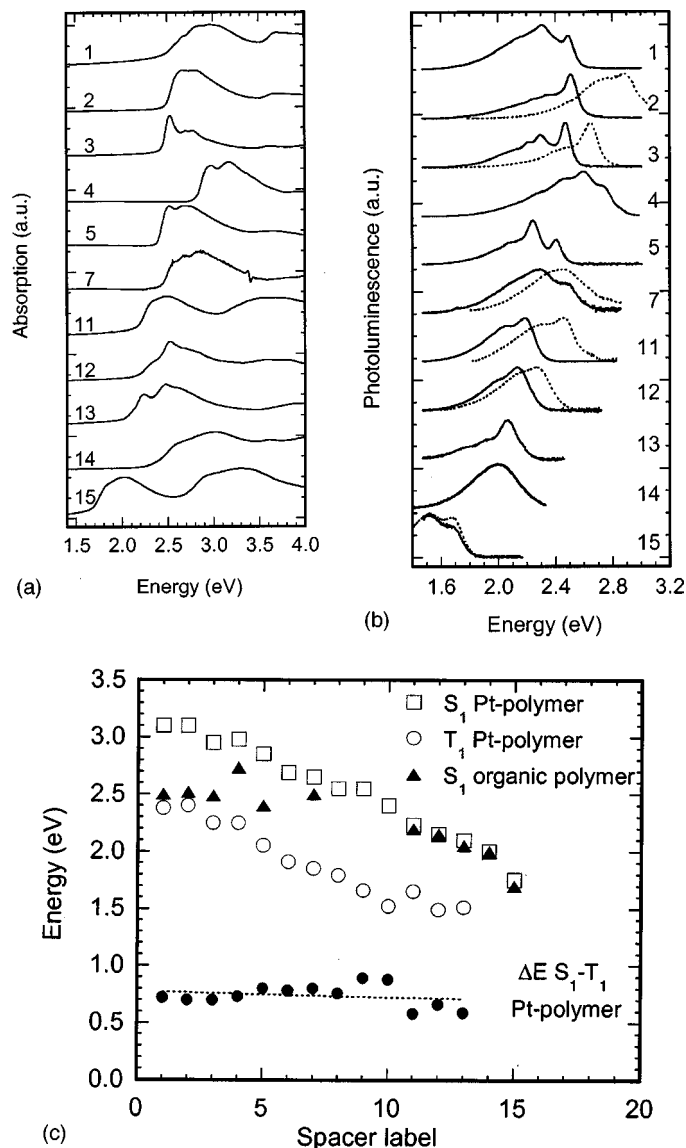 1
2
3
4
5
7
11
12
13
14
15
Absorption (a.u.)
1.5 2.0 2.5 3.0 3.5 4.0
Energy (eV)
(a)
1
2
3
4
5
7
11
12
13
14
15
Photoluminescence (a.u.)
1.6 2.0 2.4 2.8 3.2
Energy (eV)
(b)
3.5
3.0
2.5
2.0
1.5
1.0
0.5
0.0
Energy (eV)
S₁ Pt-polymer
T₁ Pt-polymer
S₁ organic polymer
ΔE S₁-T₁
Pt-polymer
0 5 10 15 20
Spacer label
(c)